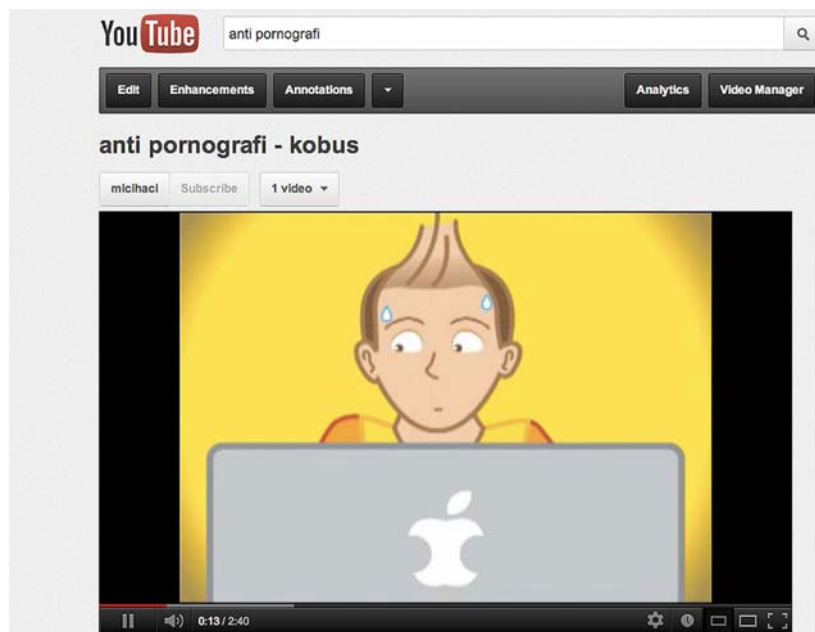 YouTube anti pornografi
Edit Enhancements Annotations Analytics Video Manager
anti pornografi - kobus
micihaci Subscribe 1 video
0:13 / 2:40